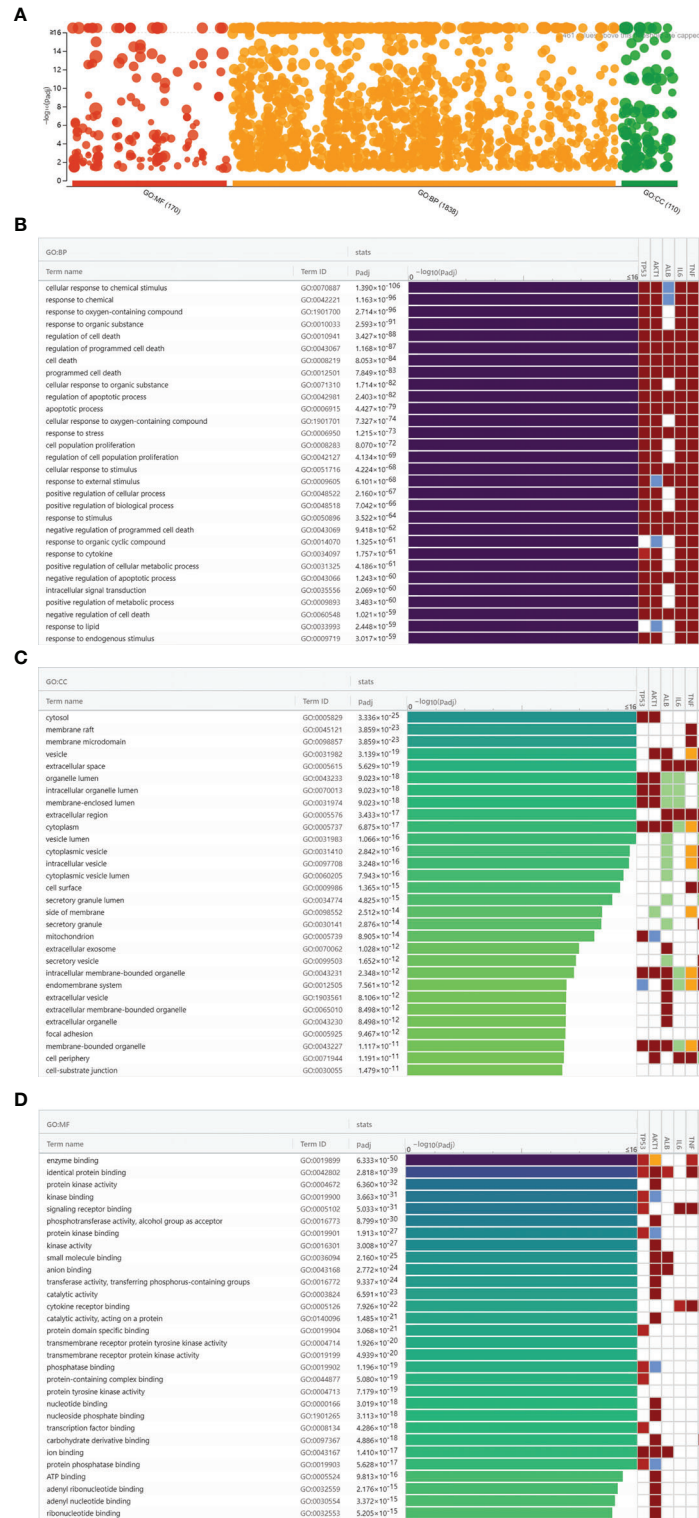 A
≥16
461 values above this threshold are capped
14
12
10
8
6
4
2
0
-log₁₀(Padj)
GO:MF (170)
GO:BP (1838)
GO:CC (110)
B
GO:BP stats
Term name Term ID Padj 0 -log10(Padj) ≤16 TP53 AKT1 ALB IL6 TNF
cellular response to chemical stimulus GO:0070887 1.390×10⁻¹⁰⁶
response to chemical GO:0042221 1.163×10⁻⁹⁶
response to oxygen-containing compound GO:1901700 2.714×10⁻⁹⁶
response to organic substance GO:0010033 2.593×10⁻⁹¹
regulation of cell death GO:0010941 3.427×10⁻⁸⁸
regulation of programmed cell death GO:0043067 1.168×10⁻⁸⁷
cell death GO:0008219 8.053×10⁻⁸⁴
programmed cell death GO:0012501 7.849×10⁻⁸³
cellular response to organic substance GO:0071310 1.714×10⁻⁸²
regulation of apoptotic process GO:0042981 2.403×10⁻⁸²
apoptotic process GO:0006915 4.427×10⁻⁷⁹
cellular response to oxygen-containing compound GO:1901701 7.327×10⁻⁷⁴
response to stress GO:0006950 1.215×10⁻⁷³
cell population proliferation GO:0008283 8.070×10⁻⁷²
regulation of cell population proliferation GO:0042127 4.134×10⁻⁶⁹
cellular response to stimulus GO:0051716 4.224×10⁻⁶⁸
response to external stimulus GO:0009605 6.101×10⁻⁶⁸
positive regulation of cellular process GO:0048522 2.160×10⁻⁶⁷
positive regulation of biological process GO:0048518 7.042×10⁻⁶⁶
response to stimulus GO:0050896 3.522×10⁻⁶⁴
negative regulation of programmed cell death GO:0043069 9.418×10⁻⁶²
response to organic cyclic compound GO:0014070 1.325×10⁻⁶¹
response to cytokine GO:0034097 1.757×10⁻⁶¹
positive regulation of cellular metabolic process GO:0031325 4.186×10⁻⁶¹
negative regulation of apoptotic process GO:0043066 1.243×10⁻⁶⁰
intracellular signal transduction GO:0035556 2.069×10⁻⁶⁰
positive regulation of metabolic process GO:0009893 3.483×10⁻⁶⁰
negative regulation of cell death GO:0060548 1.021×10⁻⁵⁹
response to lipid GO:0033993 2.448×10⁻⁵⁹
response to endogenous stimulus GO:0009719 3.017×10⁻⁵⁹
C
GO:CC stats
Term name Term ID Padj 0 -log10(Padj) ≤16 TP53 AKT1 ALB IL6 TNF
cytosol GO:0005829 3.336×10⁻²⁵
membrane raft GO:0045121 3.859×10⁻²³
membrane microdomain GO:0098857 3.859×10⁻²³
vesicle GO:0031982 3.139×10⁻¹⁹
extracellular space GO:0005615 5.629×10⁻¹⁹
organelle lumen GO:0043233 9.023×10⁻¹⁸
intracellular organelle lumen GO:0070013 9.023×10⁻¹⁸
membrane-enclosed lumen GO:0031974 9.023×10⁻¹⁸
extracellular region GO:0005576 3.433×10⁻¹⁷
cytoplasm GO:0005737 6.875×10⁻¹⁷
vesicle lumen GO:0031983 1.066×10⁻¹⁶
cytoplasmic vesicle GO:0031410 2.842×10⁻¹⁶
intracellular vesicle GO:0097708 3.248×10⁻¹⁶
cytoplasmic vesicle lumen GO:0060205 7.943×10⁻¹⁶
cell surface GO:0009986 1.365×10⁻¹⁵
secretory granule lumen GO:0034774 4.825×10⁻¹⁵
side of membrane GO:0098552 2.512×10⁻¹⁴
secretory granule GO:0030141 2.876×10⁻¹⁴
mitochondrion GO:0005739 8.905×10⁻¹⁴
extracellular exosome GO:0070062 1.028×10⁻¹²
secretory vesicle GO:0099503 1.652×10⁻¹²
intracellular membrane-bounded organelle GO:0043231 2.348×10⁻¹²
endomembrane system GO:0012505 7.561×10⁻¹²
extracellular vesicle GO:1903561 8.106×10⁻¹²
extracellular membrane-bounded organelle GO:0065010 8.498×10⁻¹²
extracellular organelle GO:0043230 8.498×10⁻¹²
focal adhesion GO:0005925 9.467×10⁻¹²
membrane-bounded organelle GO:0043227 1.117×10⁻¹¹
cell periphery GO:0071944 1.191×10⁻¹¹
cell-substrate junction GO:0030055 1.479×10⁻¹¹
D
GO:MF stats
Term name Term ID Padj 0 -log10(Padj) ≤16 TP53 AKT1 ALB IL6 TNF
enzyme binding GO:0019899 6.333×10⁻⁵⁰
identical protein binding GO:0042802 2.818×10⁻³⁹
protein kinase activity GO:0004672 6.360×10⁻³²
kinase binding GO:0019900 3.663×10⁻³¹
signaling receptor binding GO:0005102 5.033×10⁻³¹
phosphotransferase activity, alcohol group as acceptor GO:0016773 8.799×10⁻³⁰
protein kinase binding GO:0019901 1.913×10⁻²⁷
kinase activity GO:0016301 3.008×10⁻²⁷
small molecule binding GO:0036094 2.160×10⁻²⁵
anion binding GO:0043168 2.772×10⁻²⁴
transferase activity, transferring phosphorus-containing groups GO:0016772 9.337×10⁻²⁴
catalytic activity GO:0003824 6.591×10⁻²³
cytokine receptor binding GO:0005126 7.926×10⁻²²
catalytic activity, acting on a protein GO:0140096 1.485×10⁻²¹
protein domain specific binding GO:0019904 3.068×10⁻²¹
transmembrane receptor protein tyrosine kinase activity GO:0004714 1.926×10⁻²⁰
transmembrane receptor protein kinase activity GO:0019199 4.939×10⁻²⁰
phosphatase binding GO:0019902 1.196×10⁻¹⁹
protein-containing complex binding GO:0044877 5.080×10⁻¹⁹
protein tyrosine kinase activity GO:0004713 7.179×10⁻¹⁹
nucleotide binding GO:0000166 3.019×10⁻¹⁸
nucleoside phosphate binding GO:1901265 3.113×10⁻¹⁸
transcription factor binding GO:0008134 4.286×10⁻¹⁸
carbohydrate derivative binding GO:0097367 4.886×10⁻¹⁸
ion binding GO:0043167 1.410×10⁻¹⁷
protein phosphatase binding GO:0019903 5.628×10⁻¹⁷
ATP binding GO:0005524 9.813×10⁻¹⁶
adenyl ribonucleotide binding GO:0032559 2.176×10⁻¹⁵
adenyl nucleotide binding GO:0030554 3.372×10⁻¹⁵
ribonucleotide binding GO:0032553 5.205×10⁻¹⁵